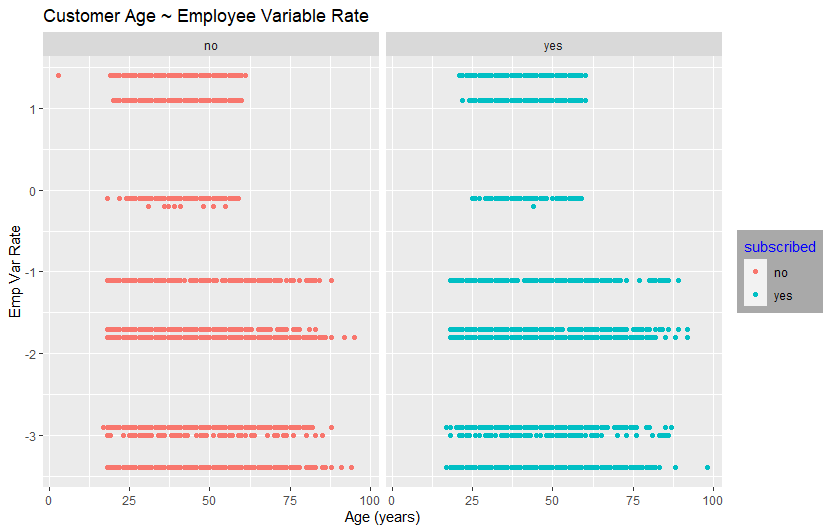 Customer Age ~ Employee Variable Rate
no
yes
Emp Var Rate
1
0
-1
-2
-3
0 25 50 75 100
0 25 50 75 100
Age (years)
subscribed
no
yes